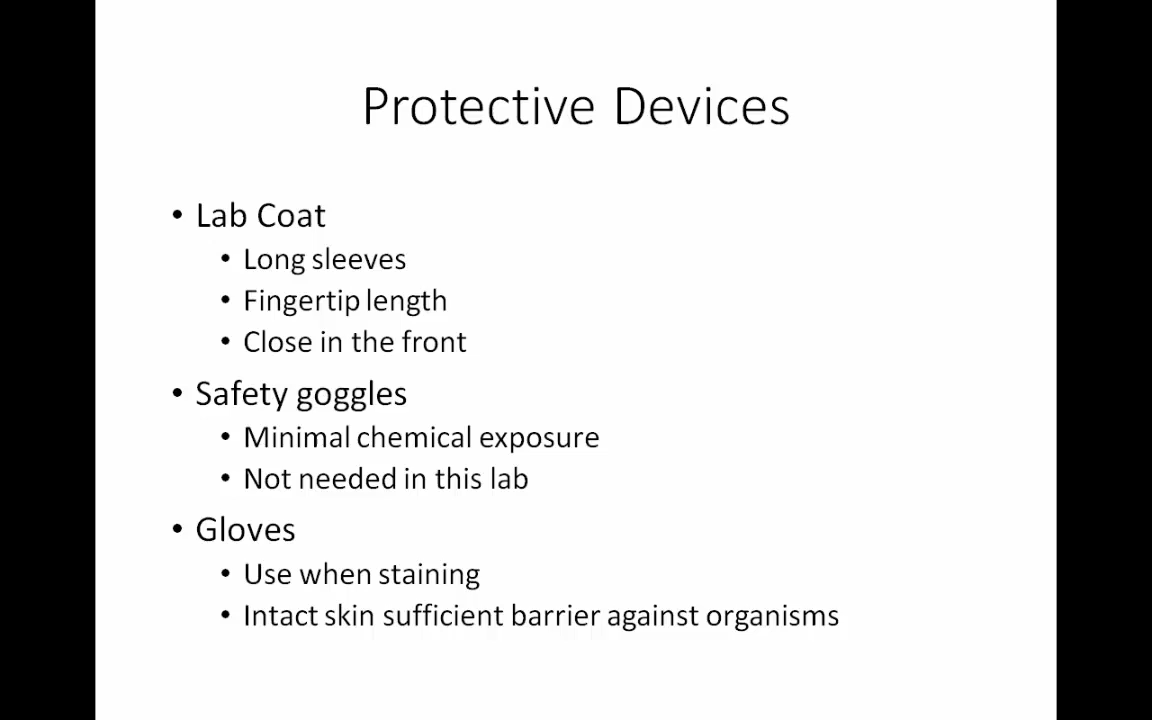 Protective Devices
• Lab Coat
• Long sleeves
• Fingertip length
• Close in the front
• Safety goggles
• Minimal chemical exposure
• Not needed in this lab
• Gloves
• Use when staining
• Intact skin sufficient barrier against organisms